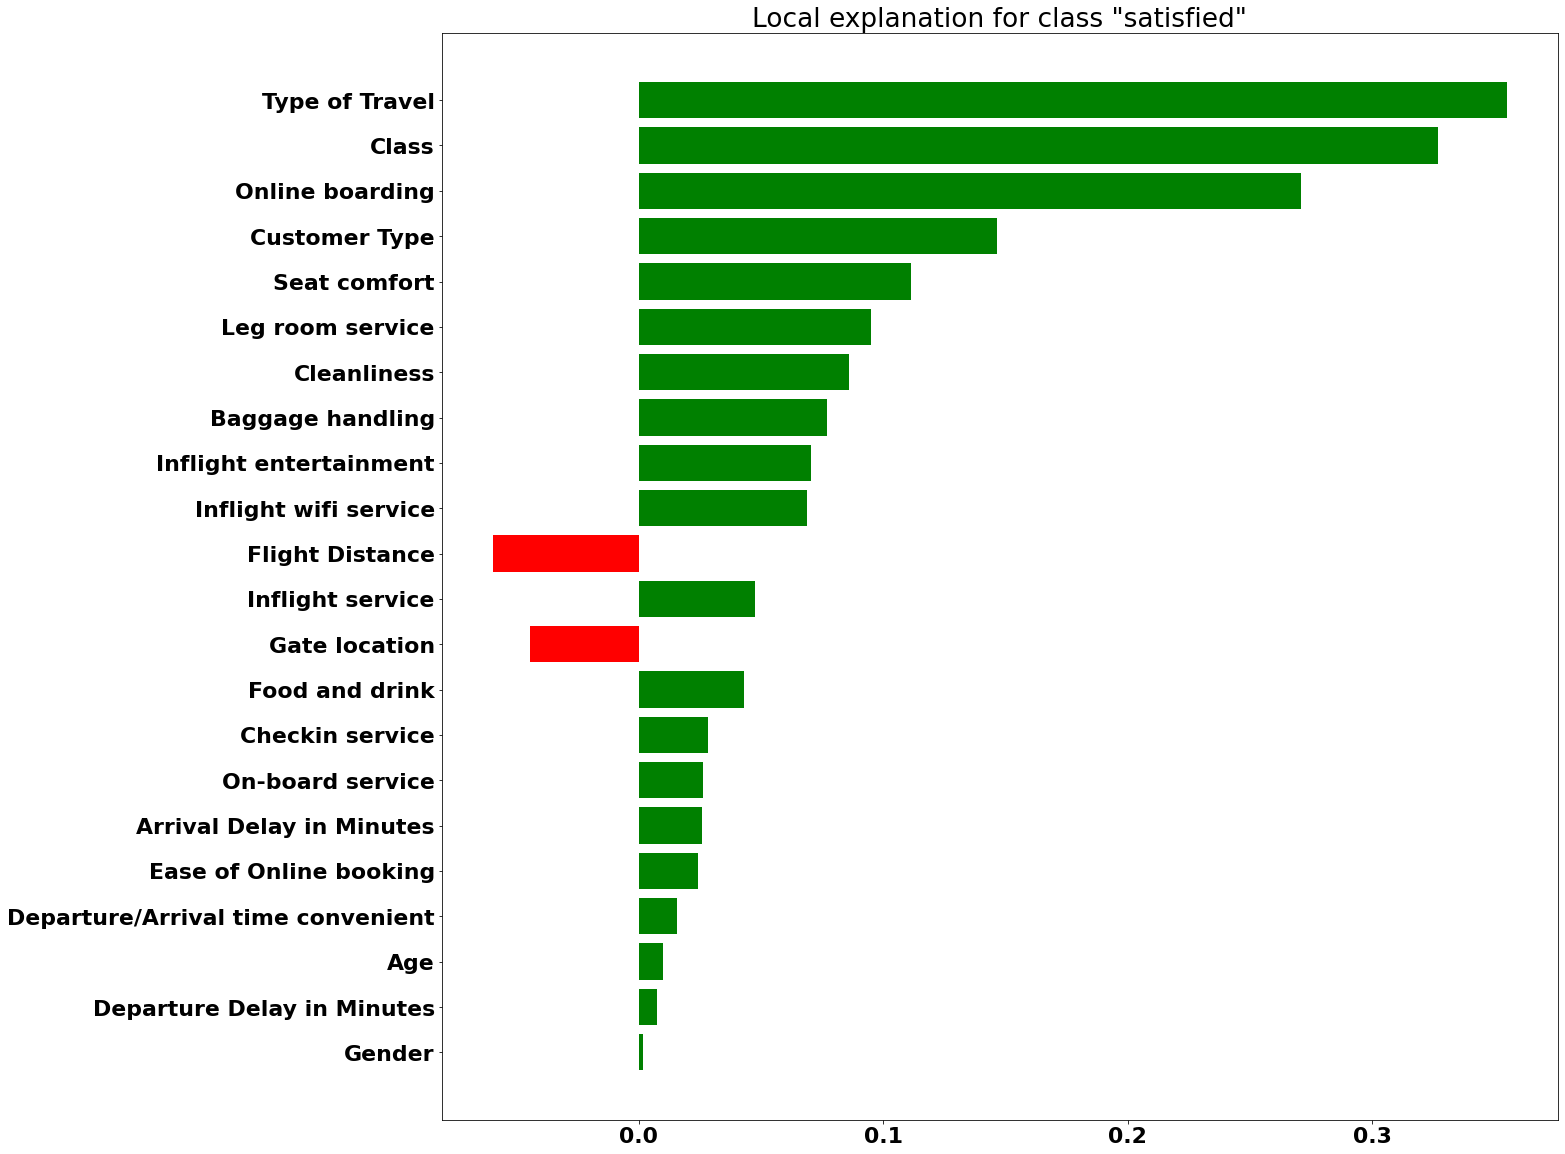 Local explanation for class "satisfied"
Type of Travel
Class
Online boarding
Customer Type
Seat comfort
Leg room service
Cleanliness
Baggage handling
Inflight entertainment
Inflight wifi service
Flight Distance
Inflight service
Gate location
Food and drink
Checkin service
On-board service
Arrival Delay in Minutes
Ease of Online booking
Departure/Arrival time convenient
Age
Departure Delay in Minutes
Gender
0.0 0.1 0.2 0.3